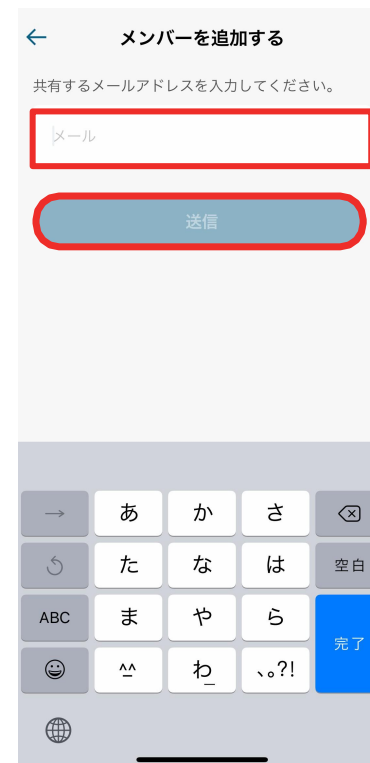 メンバーを追加する
共有するメールアドレスを入力してください。
メール
送信
→ あ か さ
た な は 空白
ABC ま や ら
完了
^^ わ_ 、。?!